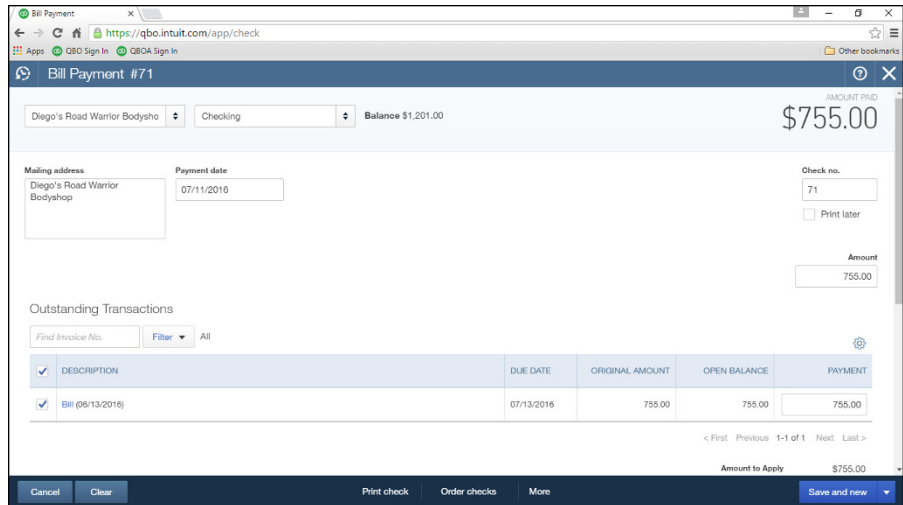 Bill Payment
https://qbo.intuit.com/app/check
Apps QBO Sign In QBOA Sign In Other bookmarks
Bill Payment #71
AMOUNT PAID
Diego's Road Warrior Bodysho Checking Balance $1,201.00 $755.00
Mailing address Payment date Check no.
Diego's Road Warrior 07/11/2016 71
Bodyshop
Print later
Amount
755.00
Outstanding Transactions
Find Invoice No. Filter All
DESCRIPTION DUE DATE ORIGINAL AMOUNT OPEN BALANCE PAYMENT
Bill (06/13/2016) 07/13/2016 755.00 755.00 755.00
< First Previous 1-1 of 1 Next Last >
Amount to Apply $755.00
Cancel Clear Print check Order checks More Save and new